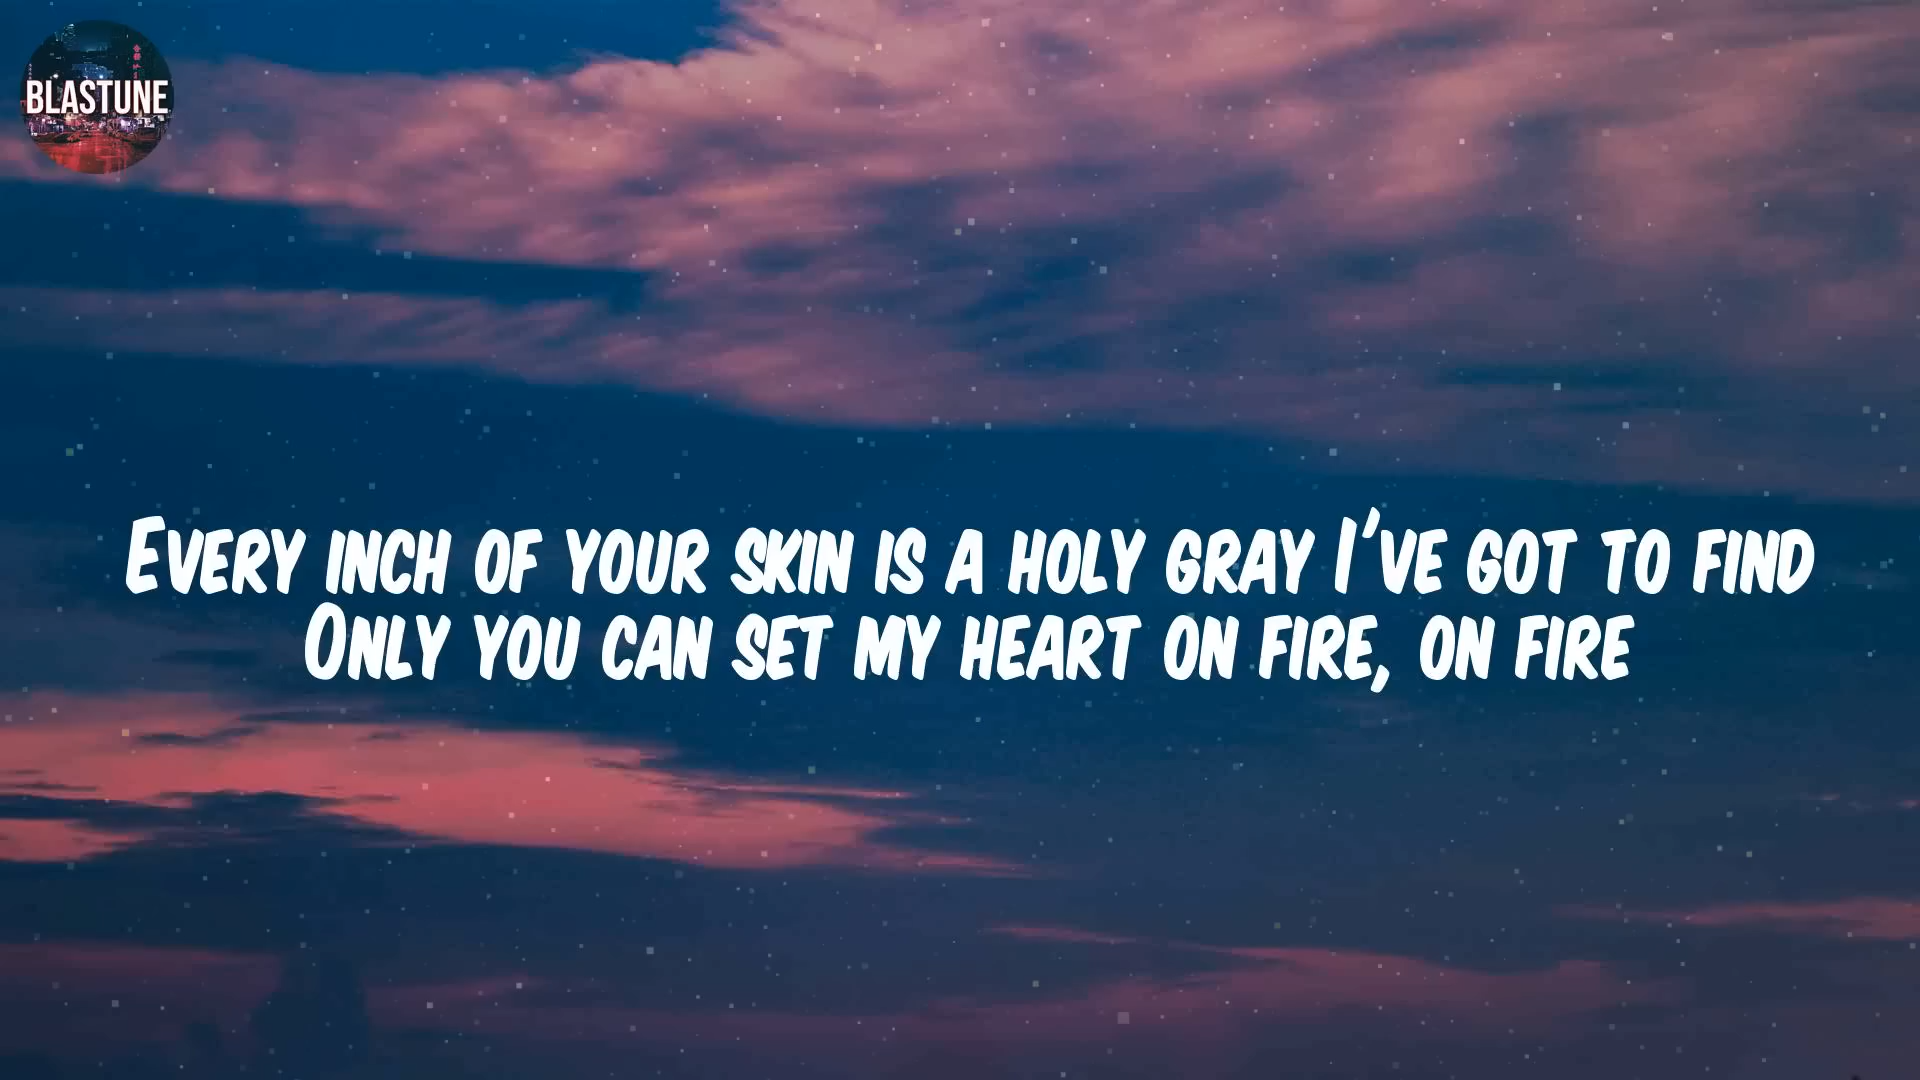 BLASTUNE
Every inch of your skin is a holy gray I've got to find
Only you can set my heart on fire, on fire